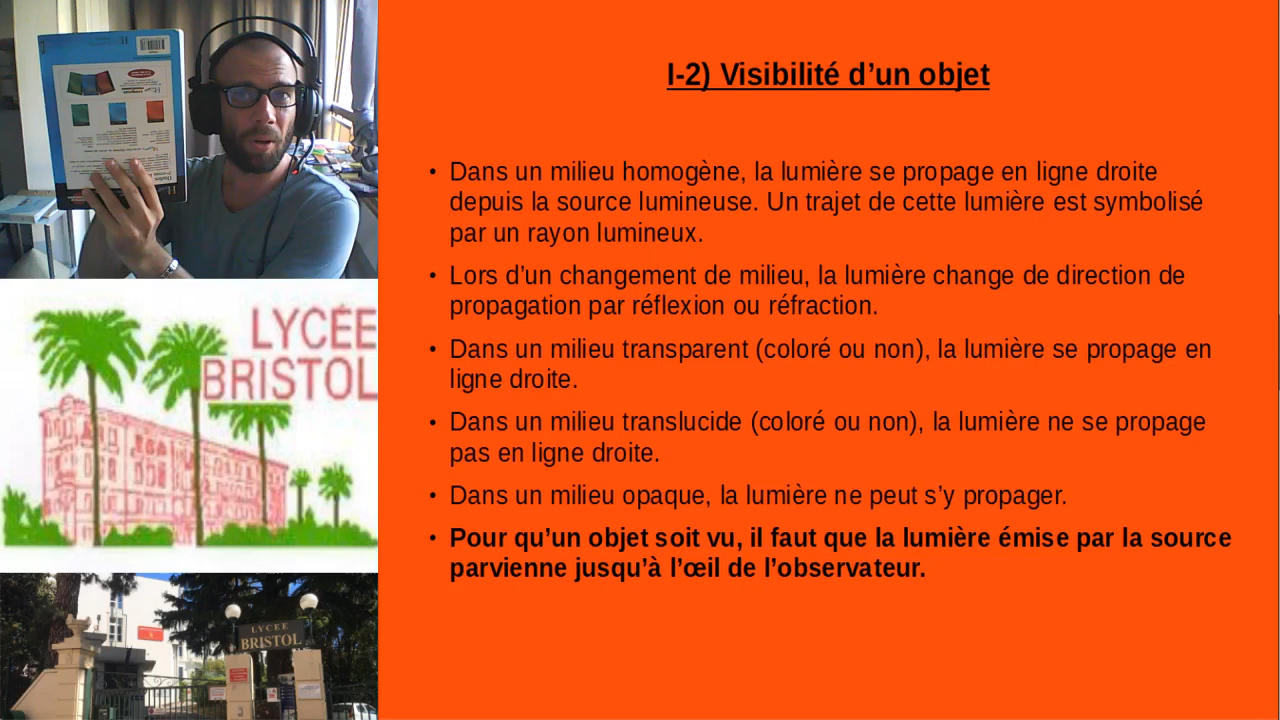 I-2) Visibilité d’un objet
• Dans un milieu homogène, la lumière se propage en ligne droite
depuis la source lumineuse. Un trajet de cette lumière est symbolisé
par un rayon lumineux.
• Lors d’un changement de milieu, la lumière change de direction de
propagation par réflexion ou réfraction.
• Dans un milieu transparent (coloré ou non), la lumière se propage en
ligne droite.
• Dans un milieu translucide (coloré ou non), la lumière ne se propage
pas en ligne droite.
• Dans un milieu opaque, la lumière ne peut s’y propager.
• Pour qu’un objet soit vu, il faut que la lumière émise par la source
parvienne jusqu’à l’œil de l’observateur.
LYCÉE
BRISTOL
LYCEE
BRISTOL